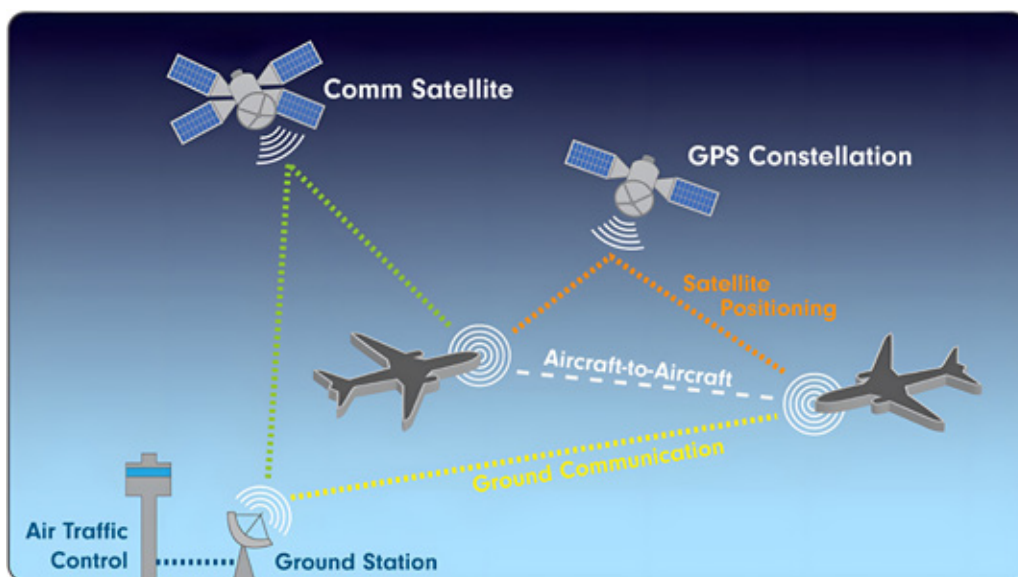 Comm Satellite
GPS Constellation
Satellite
Positioning
Aircraft-to-Aircraft
Ground Communication
Air Traffic
Control
Ground Station